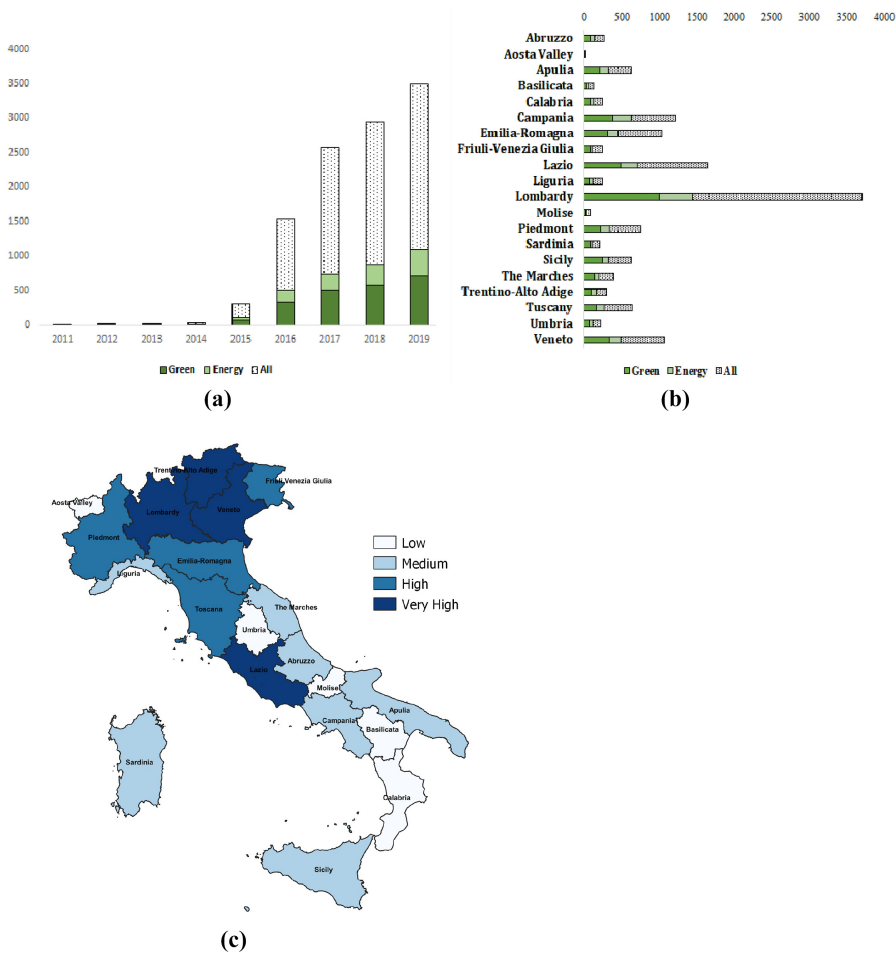 4000
3500
3000
2500
2000
1500
1000
500
0
2011 2012 2013 2014 2015 2016 2017 2018 2019
Green Energy All
(a)
0 500 1000 1500 2000 2500 3000 3500 4000
Abruzzo
Aosta Valley
Apulia
Basilicata
Calabria
Campania
Emilia-Romagna
Friuli-Venezia Giulia
Lazio
Liguria
Lombardy
Molise
Piedmont
Sardinia
Sicily
The Marches
Trentino-Alto Adige
Tuscany
Umbria
Veneto
Green Energy All
(b)
Trentino-Alto Adige
Friuli Venezia Giulia
Aosta Valley
Lombardy
Veneto
Piedmont
Emilia-Romagna
Liguria
Toscana
The Marches
Umbria
Abruzzo
Lazio
Molise
Apulia
Campania
Basilicata
Sardinia
Calabria
Sicily
Low
Medium
High
Very High
(c)